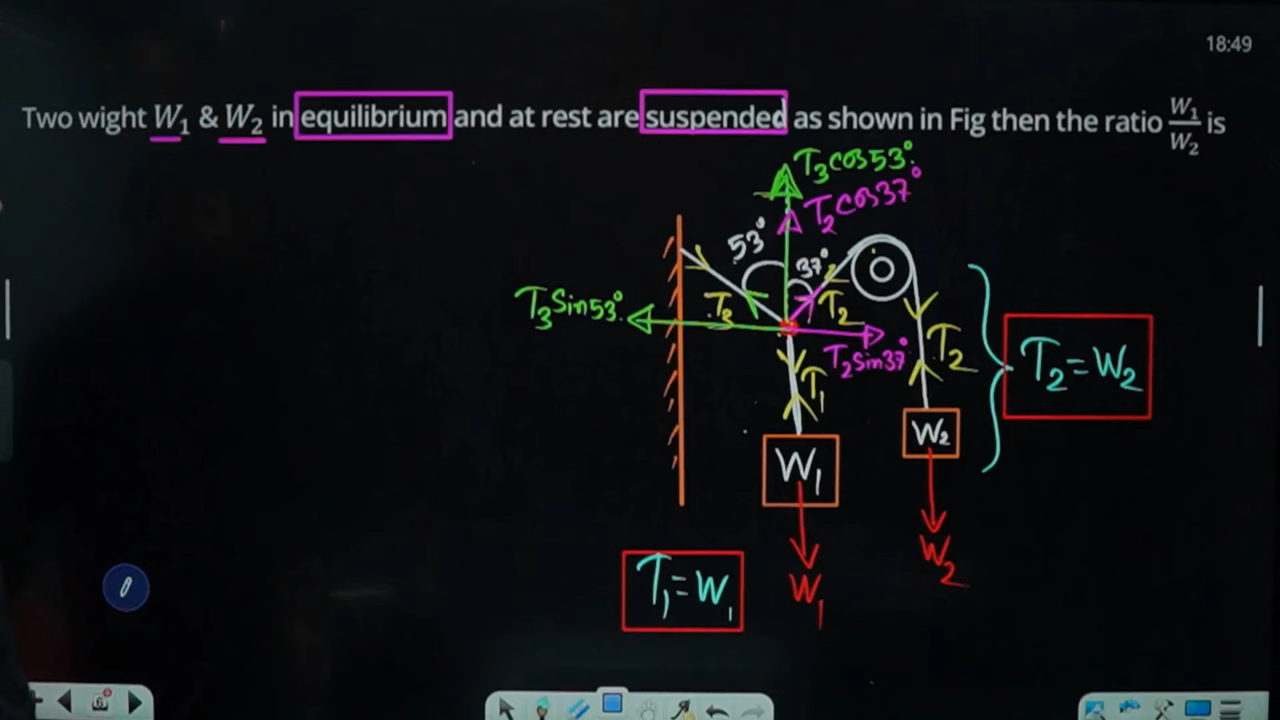 18:49
Two wight W₁ & W₂ in equilibrium and at rest are suspended as shown in Fig then the ratio W₁/W₂ is
T₃cos53°
T₂cos37°
53°
37°
T₃Sin53°
T₃
T₂
T₂Sin37°
T₂
T₂=W₂
T₁
W₂
W₁
W₂
T₁=W₁
W₁